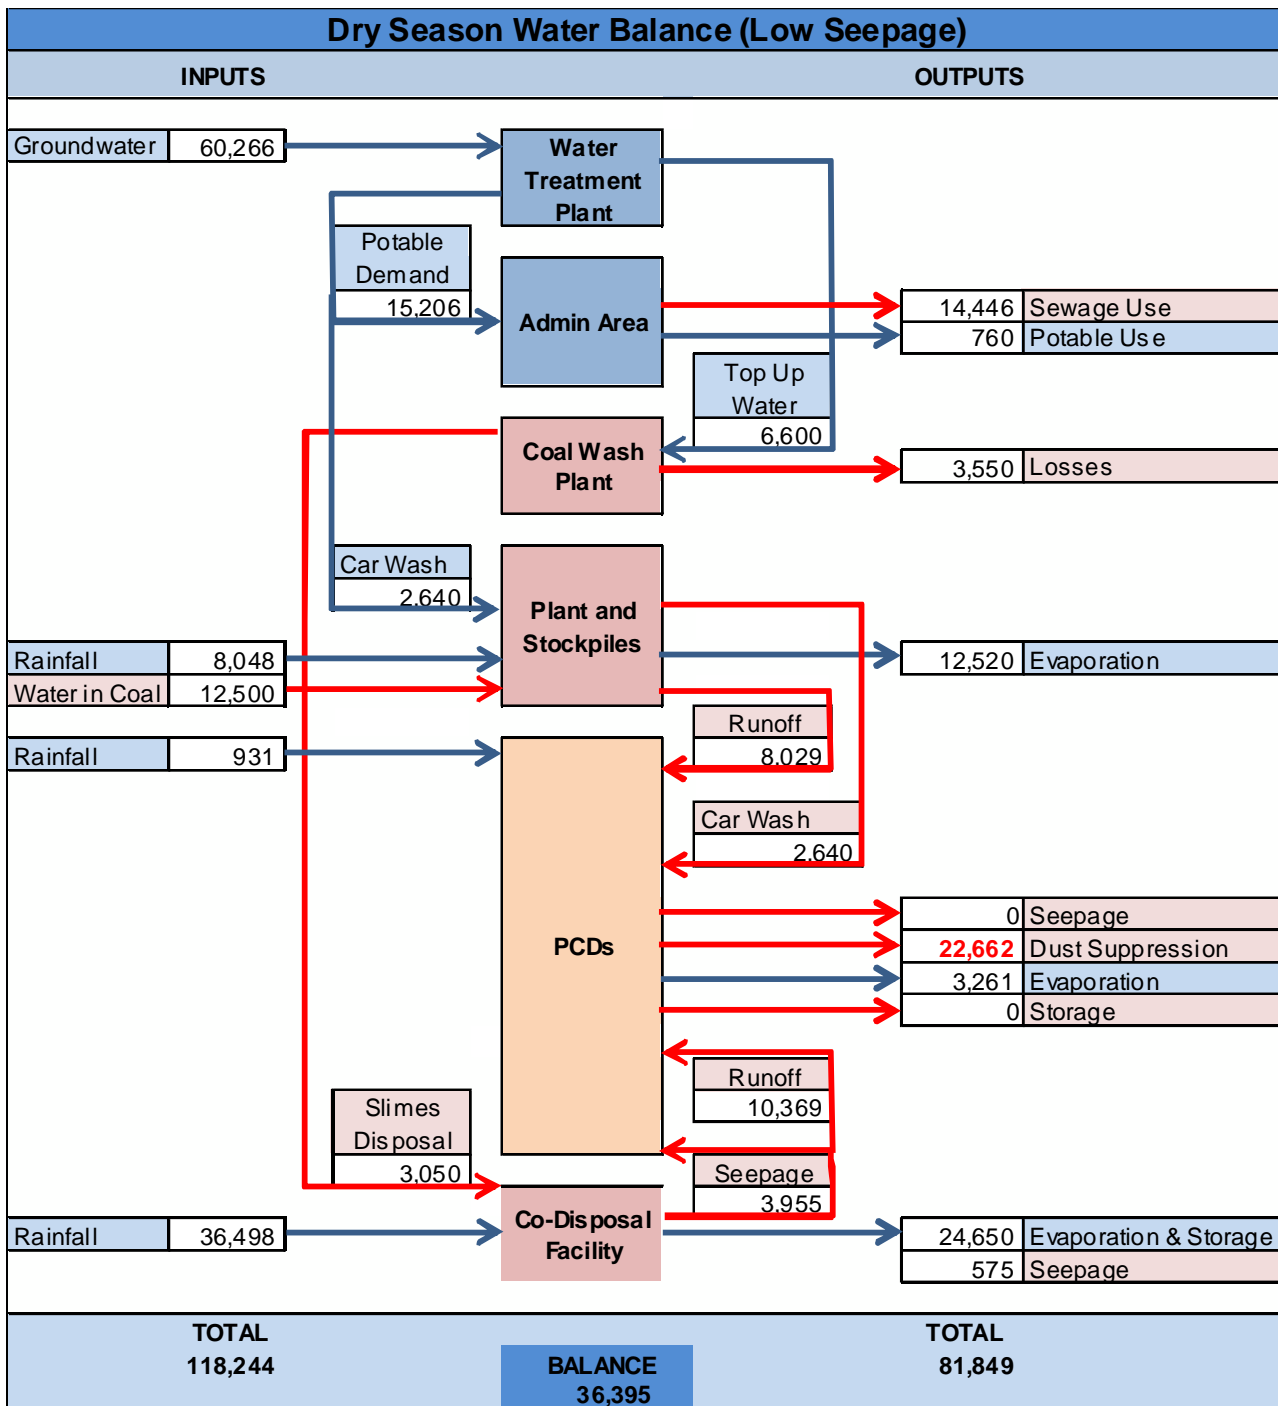 Dry Season Water Balance (Low Seepage)
INPUTS
OUTPUTS
Groundwater 60,266
Water
Treatment
Plant
Potable
Demand
15,206
Admin Area
14,446 Sewage Use
760 Potable Use
Top Up
Water
6,600
Coal Wash
Plant
3,550 Losses
Car Wash
2,640
Plant and
Stockpiles
Rainfall 8,048
Water in Coal 12,500
12,520 Evaporation
Runoff
8,029
Rainfall 931
Car Wash
2,640
PCDs
0 Seepage
22,662 Dust Suppression
3,261 Evaporation
0 Storage
Runoff
10,369
Slimes
Disposal
3,050
Seepage
3,955
Rainfall 36,498
Co-Disposal
Facility
24,650 Evaporation & Storage
575 Seepage
TOTAL
118,244
BALANCE
36,395
TOTAL
81,849